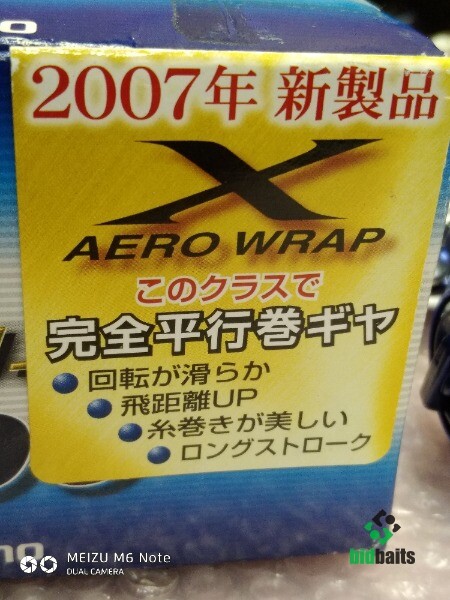 2007年 新製品
X
AERO WRAP
このクラスで
完全平行巻ギヤ
回転が滑らか
飛距離UP
糸巻きが美しい
ロングストローク
no
MEIZU M6 Note
DUAL CAMERA
bidbaits